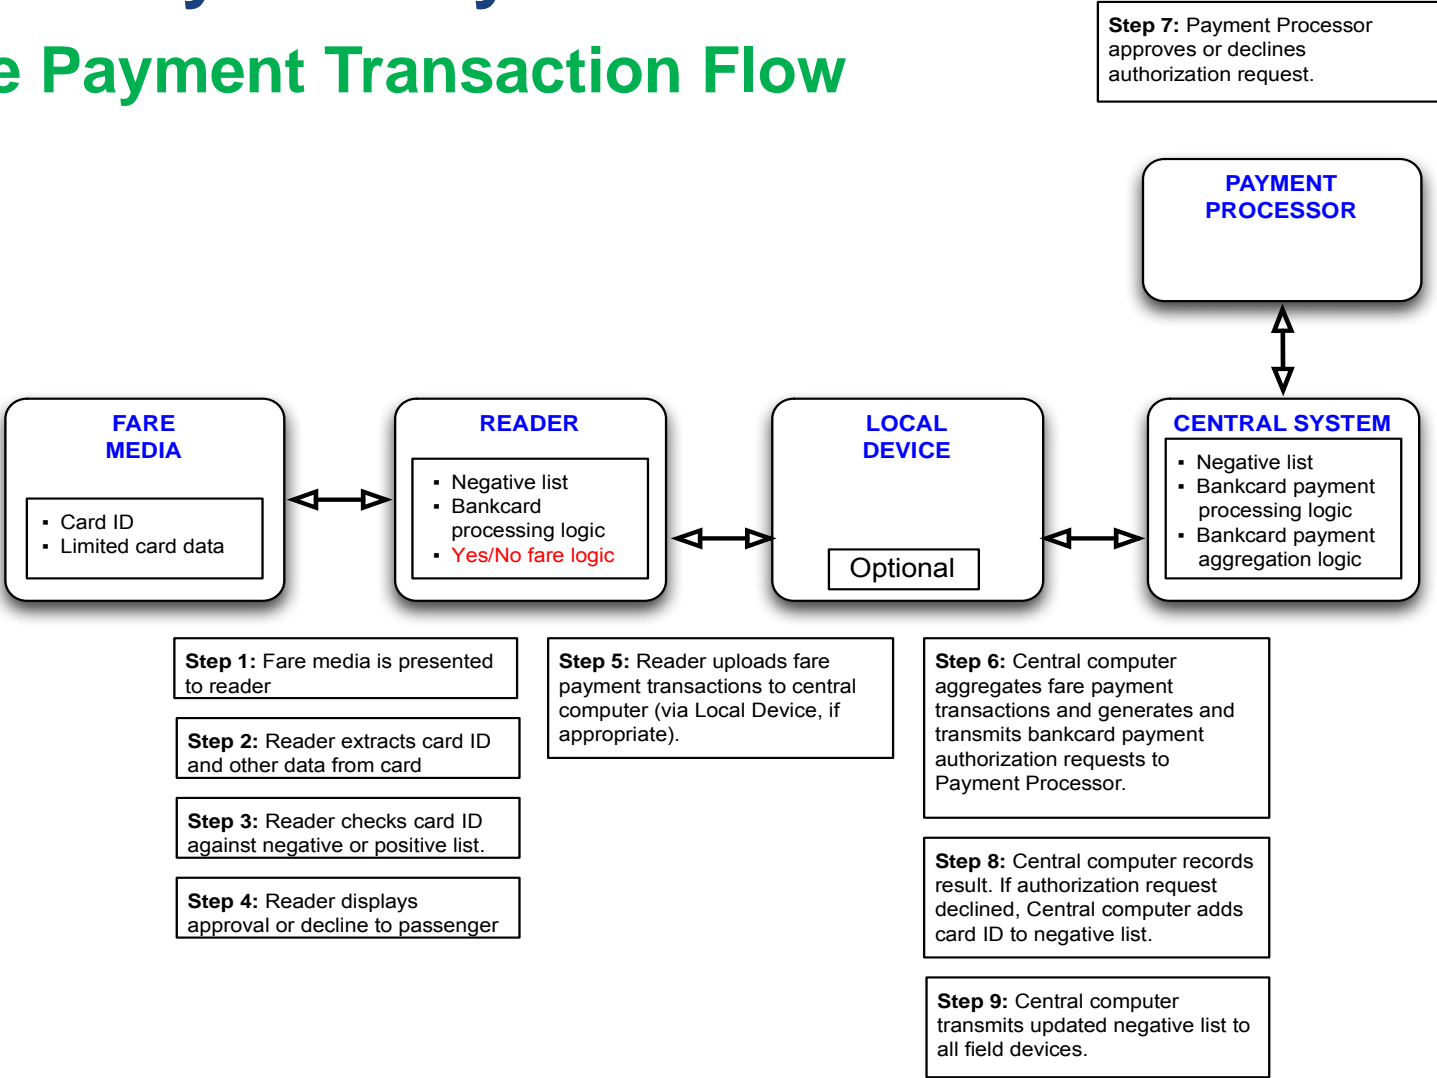 e Payment Transaction Flow
Step 7: Payment Processor
approves or declines
authorization request.
PAYMENT
PROCESSOR
FARE
MEDIA
▪ Card ID
▪ Limited card data
READER
▪ Negative list
▪ Bankcard
processing logic
▪ Yes/No fare logic
LOCAL
DEVICE
Optional
CENTRAL SYSTEM
▪ Negative list
▪ Bankcard payment
processing logic
▪ Bankcard payment
aggregation logic
Step 1: Fare media is presented
to reader
Step 2: Reader extracts card ID
and other data from card
Step 3: Reader checks card ID
against negative or positive list.
Step 4: Reader displays
approval or decline to passenger
Step 5: Reader uploads fare
payment transactions to central
computer (via Local Device, if
appropriate).
Step 6: Central computer
aggregates fare payment
transactions and generates and
transmits bankcard payment
authorization requests to
Payment Processor.
Step 8: Central computer records
result. If authorization request
declined, Central computer adds
card ID to negative list.
Step 9: Central computer
transmits updated negative list to
all field devices.